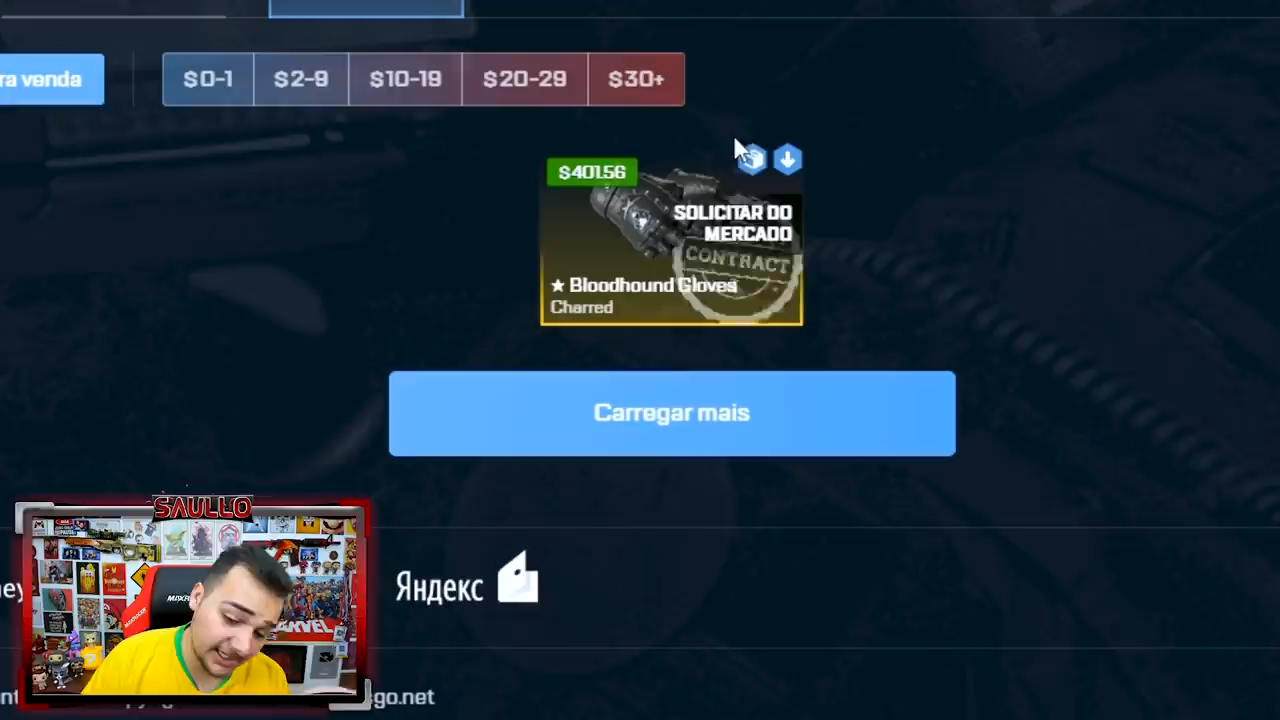 ra venda
$0-1
$2-9
$10-19
$20-29
$30+
$401.56
SOLICITAR DO
MERCADO
CONTRACT
★ Bloodhound Gloves
Charred
Carregar mais
SAULLO
Яндекс
MARVEL
go.net